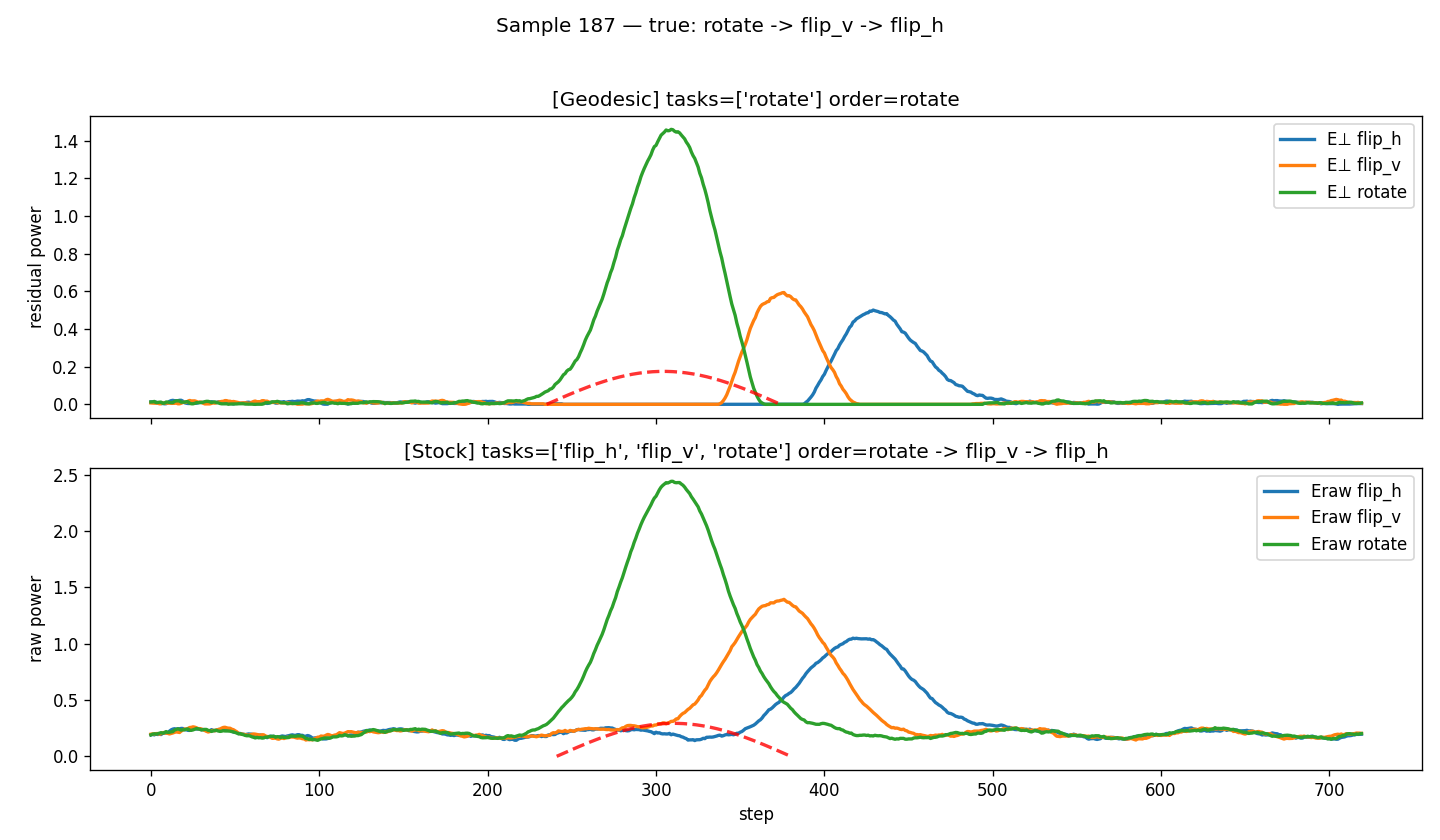 Sample 187 — true: rotate -> flip_v -> flip_h
[Geodesic] tasks=['rotate'] order=rotate
residual power
1.4
1.2
1.0
0.8
0.6
0.4
0.2
0.0
E⊥ flip_h
E⊥ flip_v
E⊥ rotate
[Stock] tasks=['flip_h', 'flip_v', 'rotate'] order=rotate -> flip_v -> flip_h
raw power
2.5
2.0
1.5
1.0
0.5
0.0
Eraw flip_h
Eraw flip_v
Eraw rotate
0 100 200 300 400 500 600 700
step